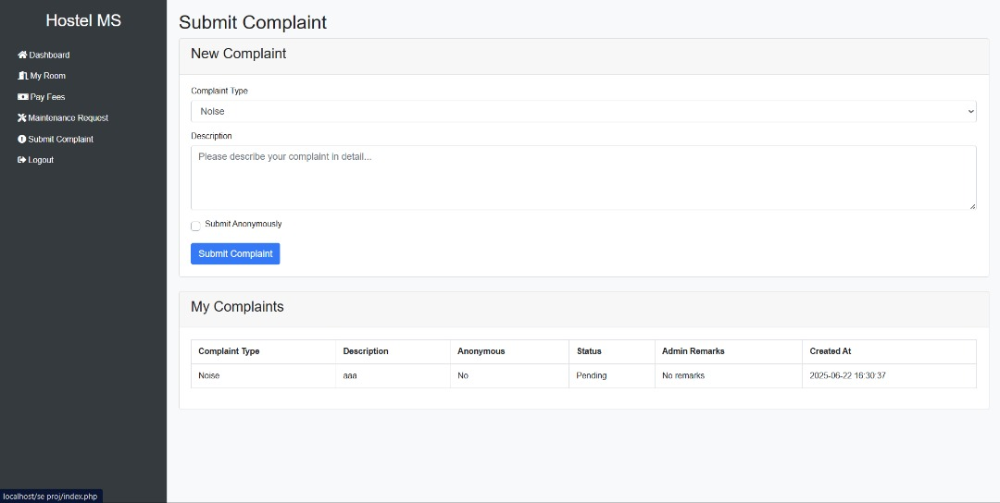 Hostel MS
Dashboard
My Room
Pay Fees
Maintenance Request
Submit Complaint
Logout
Submit Complaint
New Complaint
Complaint Type
Noise
Description
Please describe your complaint in detail...
Submit Anonymously
Submit Complaint
My Complaints
Complaint Type Description Anonymous Status Admin Remarks Created At
Noise aaa No Pending No remarks 2025-06-22 16:30:37
localhost/se proj/index.php